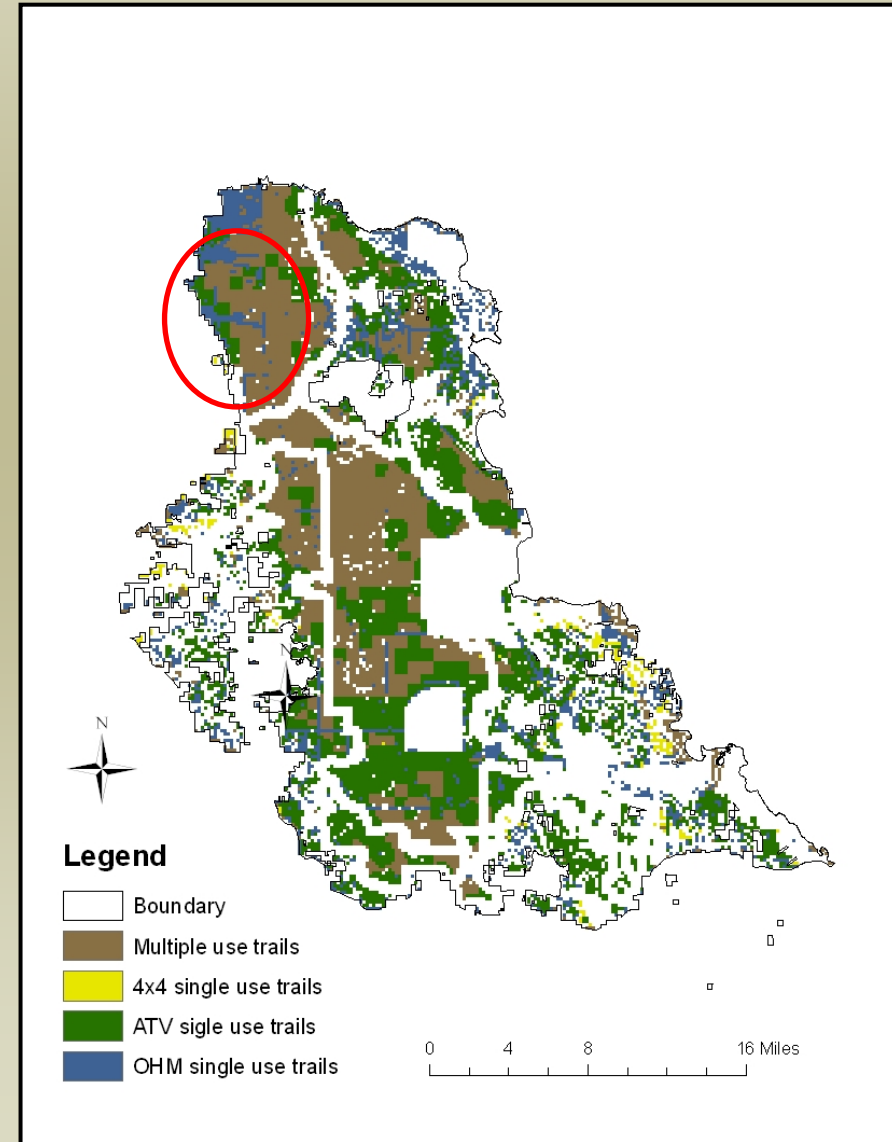 N
N
Legend
Boundary
Multiple use trails
4x4 single use trails
ATV sigle use trails
OHM single use trails
0 4 8 16 Miles